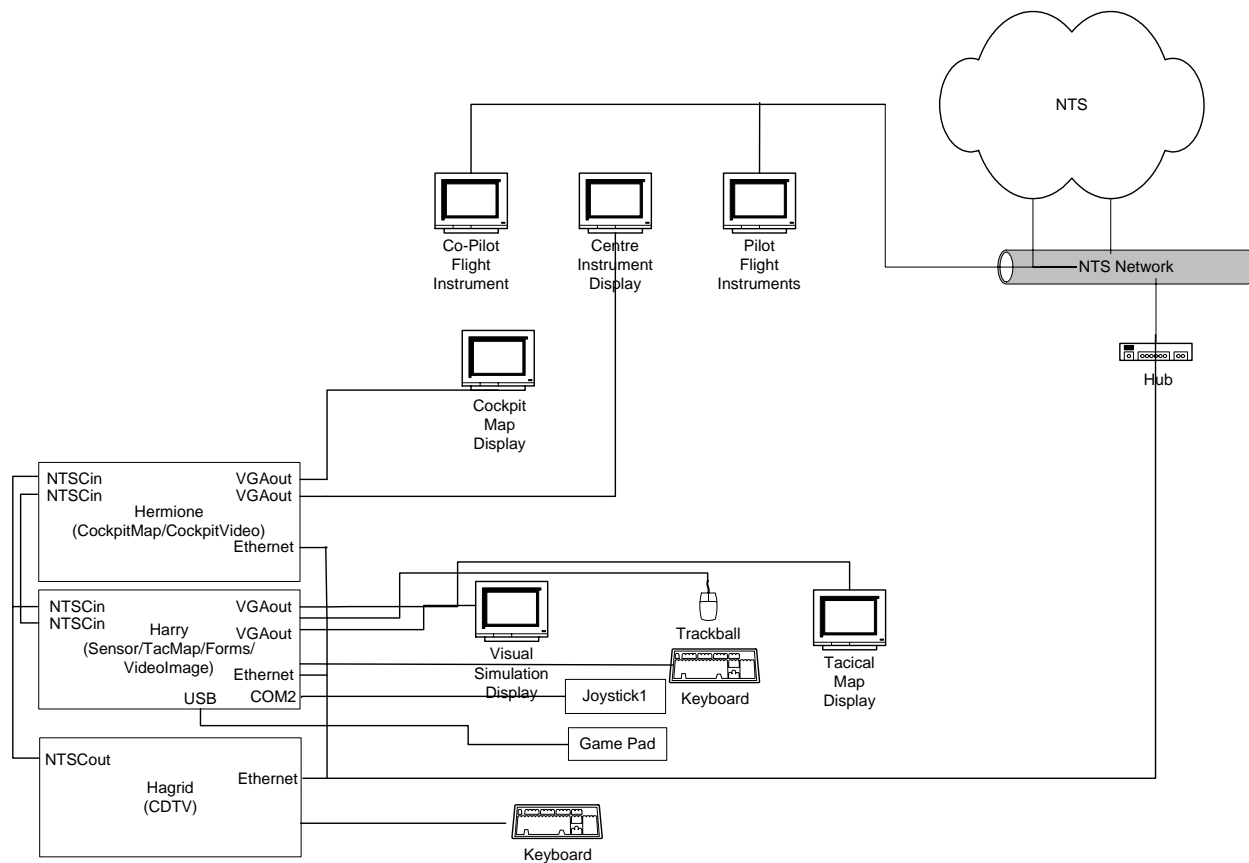 NTS
NTS Network
Hub
Co-Pilot
Flight
Instrument
Centre
Instrument
Display
Pilot
Flight
Instruments
Cockpit
Map
Display
NTSCin
NTSCin
VGAout
VGAout
Hermione
(CockpitMap/CockpitVideo)
Ethernet
NTSCin
NTSCin
VGAout
VGAout
Harry
(Sensor/TacMap/Forms/
VideoImage)
Ethernet
USB
COM2
Visual
Simulation
Display
Trackball
Keyboard
Tacical
Map
Display
Joystick1
Game Pad
NTSCout
Ethernet
Hagrid
(CDTV)
Keyboard